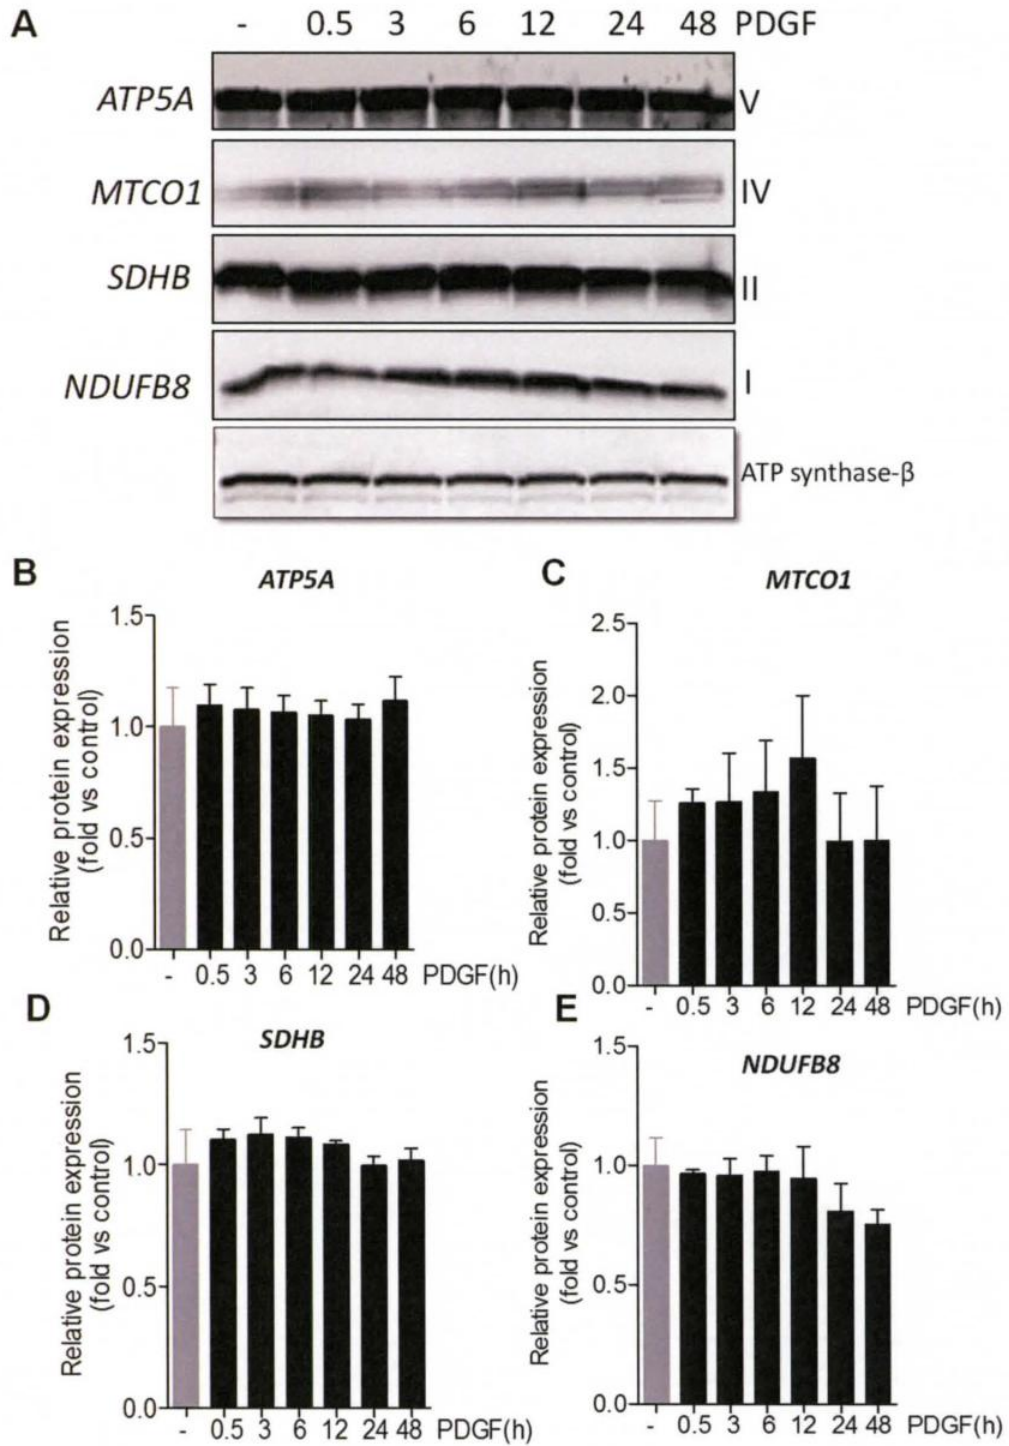 A
- 0.5 3 6 12 24 48 PDGF
ATP5A V
MTCO1 IV
SDHB II
NDUFB8 I
ATP synthase-β
B
ATP5A
Relative protein expression
(fold vs control)
1.5
1.0
0.5
0.0
- 0.5 3 6 12 24 48 PDGF(h)
C
MTCO1
Relative protein expression
(fold vs control)
2.5
2.0
1.5
1.0
0.5
0.0
- 0.5 3 6 12 24 48 PDGF(h)
D
SDHB
Relative protein expression
(fold vs control)
1.5
1.0
0.5
0.0
- 0.5 3 6 12 24 48 PDGF(h)
E
NDUFB8
Relative protein expression
(fold vs control)
1.5
1.0
0.5
0.0
- 0.5 3 6 12 24 48 PDGF(h)